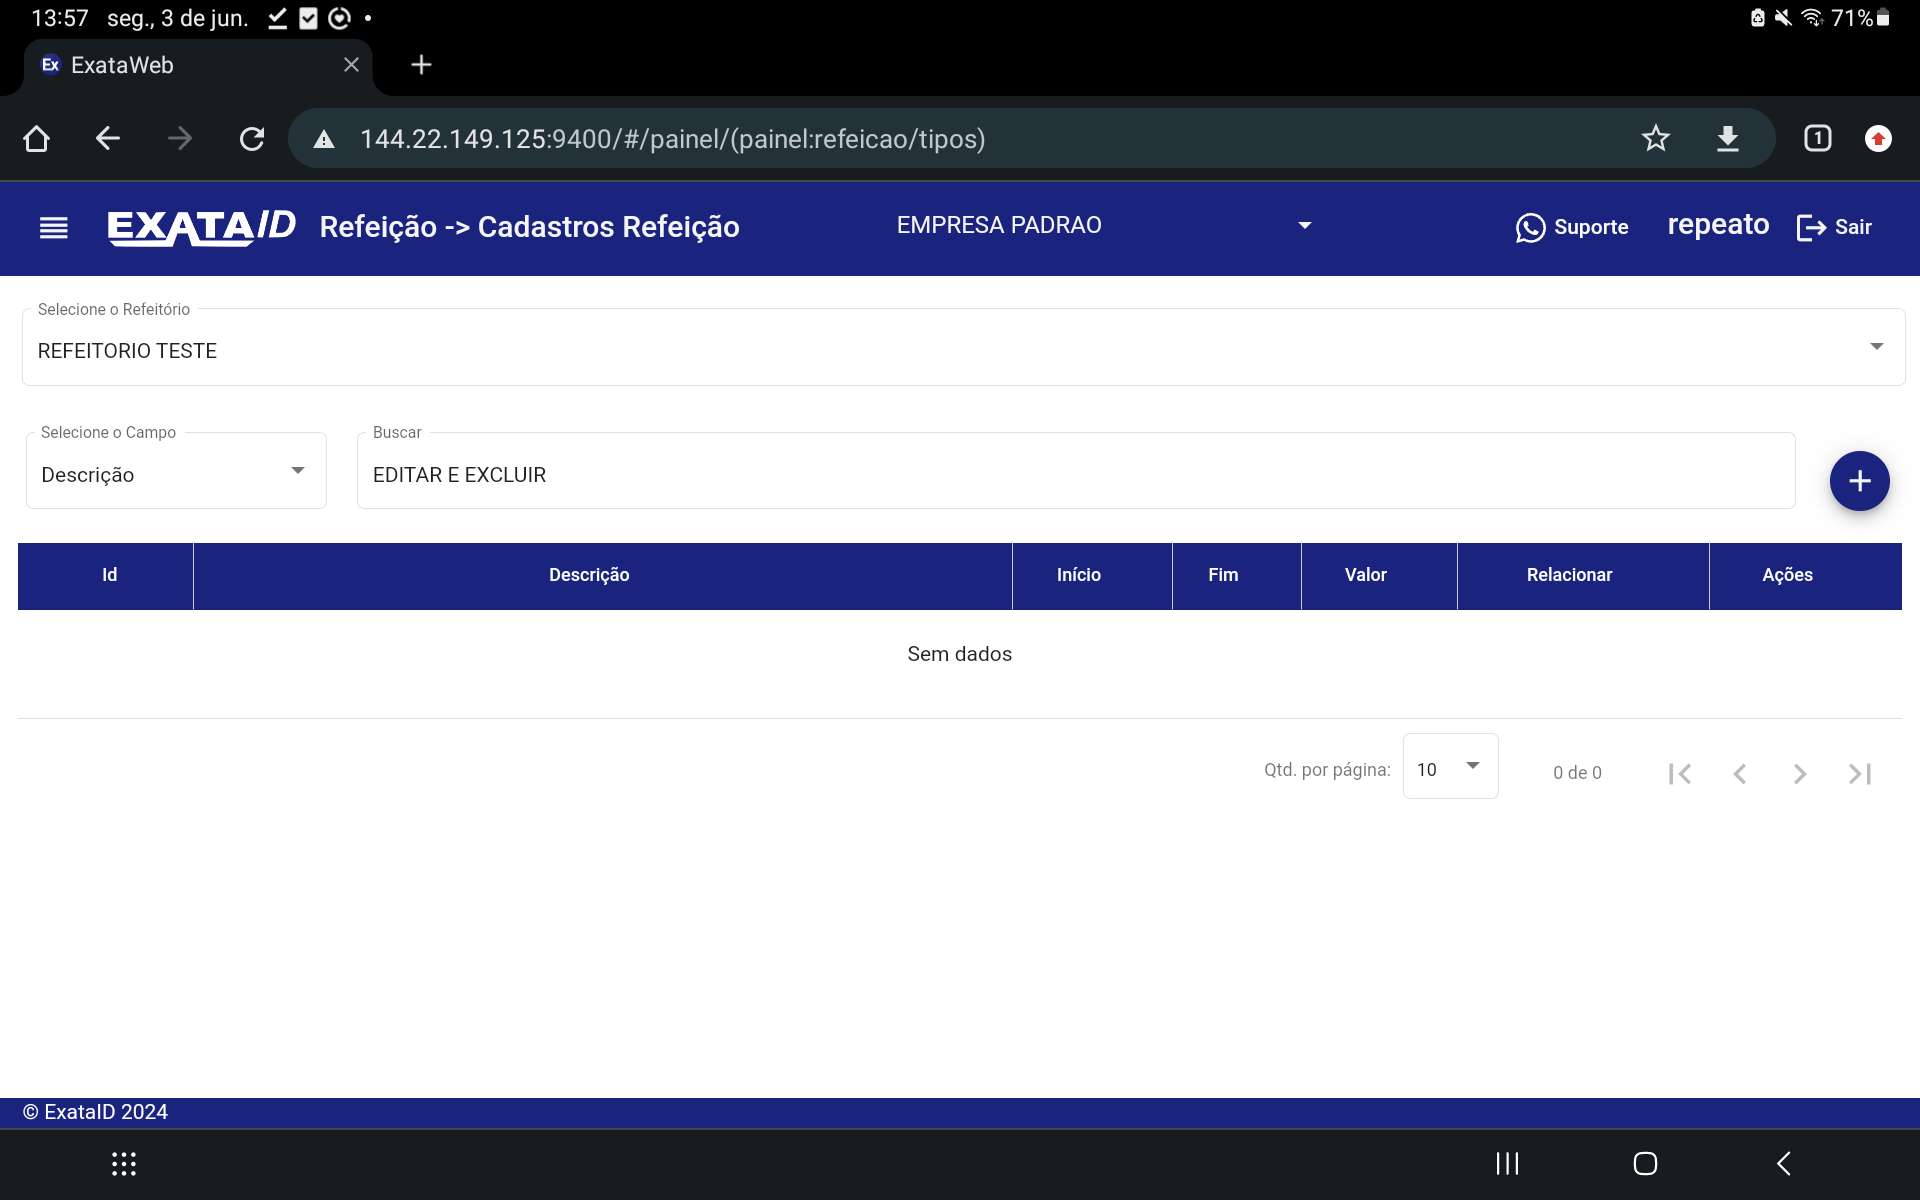 13:57 seg., 3 de jun. 71%
Ex ExataWeb
144.22.149.125:9400/#/painel/(painel:refeicao/tipos) 1
EXATAID Refeição -> Cadastros Refeição EMPRESA PADRAO Suporte repeato Sair
Selecione o Refeitório
REFEITORIO TESTE
Selecione o Campo Buscar
Descrição EDITAR E EXCLUIR
Id Descrição Início Fim Valor Relacionar Ações
Sem dados
Qtd. por página: 10 0 de 0
© ExataID 2024